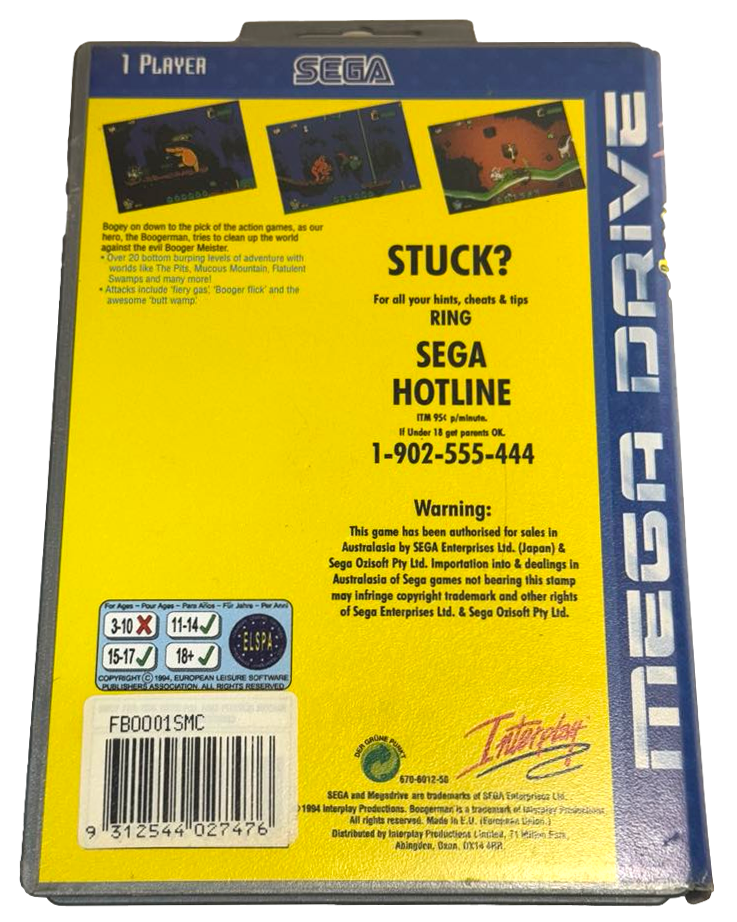 1 PLAYER
SEGA
MEGA DRIVE
Bogey on down to the pick of the action games, as our
hero, the Boogerman, tries to clean up the world
against the evil Booger Meister.
• Over 20 bottom burping levels of adventure with
worlds like The Pits, Mucous Mountain, Flatulent
Swamps and many more!
• Attacks include 'fiery gas', 'Booger flick' and the
awesome 'butt wamp'.
STUCK?
For all your hints, cheats & tips
RING
SEGA
HOTLINE
ITM 95¢ p/minute.
If Under 18 get parents OK.
1-902-555-444
Warning:
This game has been authorised for sales in
Australasia by SEGA Enterprises Ltd. (Japan) &
Sega Ozisoft Pty Ltd. Importation into & dealings in
Australasia of Sega games not bearing this stamp
may infringe copyright trademark and other rights
of Sega Enterprises Ltd. & Sega Ozisoft Pty Ltd.
For Ages – Pour Ages – Para Años – Für Jahre – Per Anni
3-10 11-14
15-17 18+
ELSPA
COPYRIGHT © 1994, EUROPEAN LEISURE SOFTWARE
PUBLISHERS ASSOCIATION. ALL RIGHTS RESERVED
FBO001SMC
9 312544 027476
DER GRÜNE PUNKT
Interplay
670-6012-50
SEGA and Megadrive are trademarks of SEGA Enterprises Ltd.
1994 Interplay Productions. Boogerman is a trademark of Interplay Productions
All rights reserved. Made in E.U. (European Union.)
Distributed by Interplay Productions Limited, 71 Milton Park,
Abingdon, Oxon. OX14 4RR